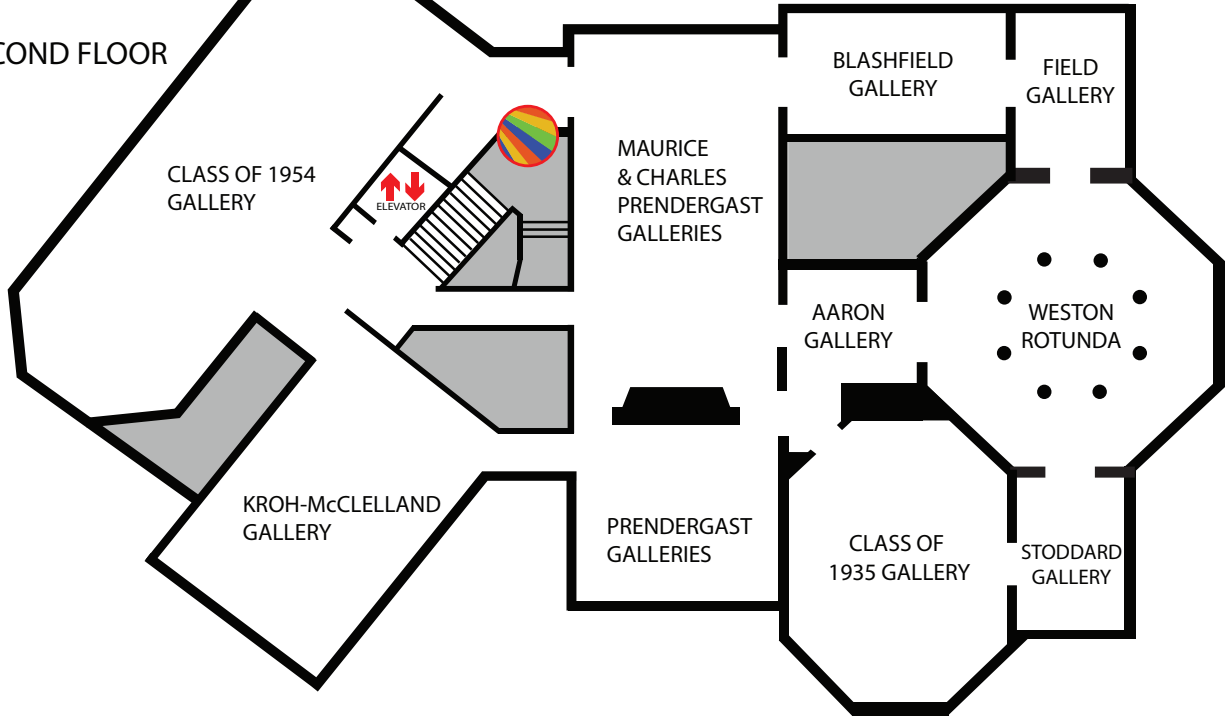 COND FLOOR
BLASHFIELD
GALLERY
FIELD
GALLERY
MAURICE
& CHARLES
PRENDERGAST
GALLERIES
CLASS OF 1954
GALLERY
ELEVATOR
AARON
GALLERY
WESTON
ROTUNDA
KROH-McCLELLAND
GALLERY
PRENDERGAST
GALLERIES
CLASS OF
1935 GALLERY
STODDARD
GALLERY